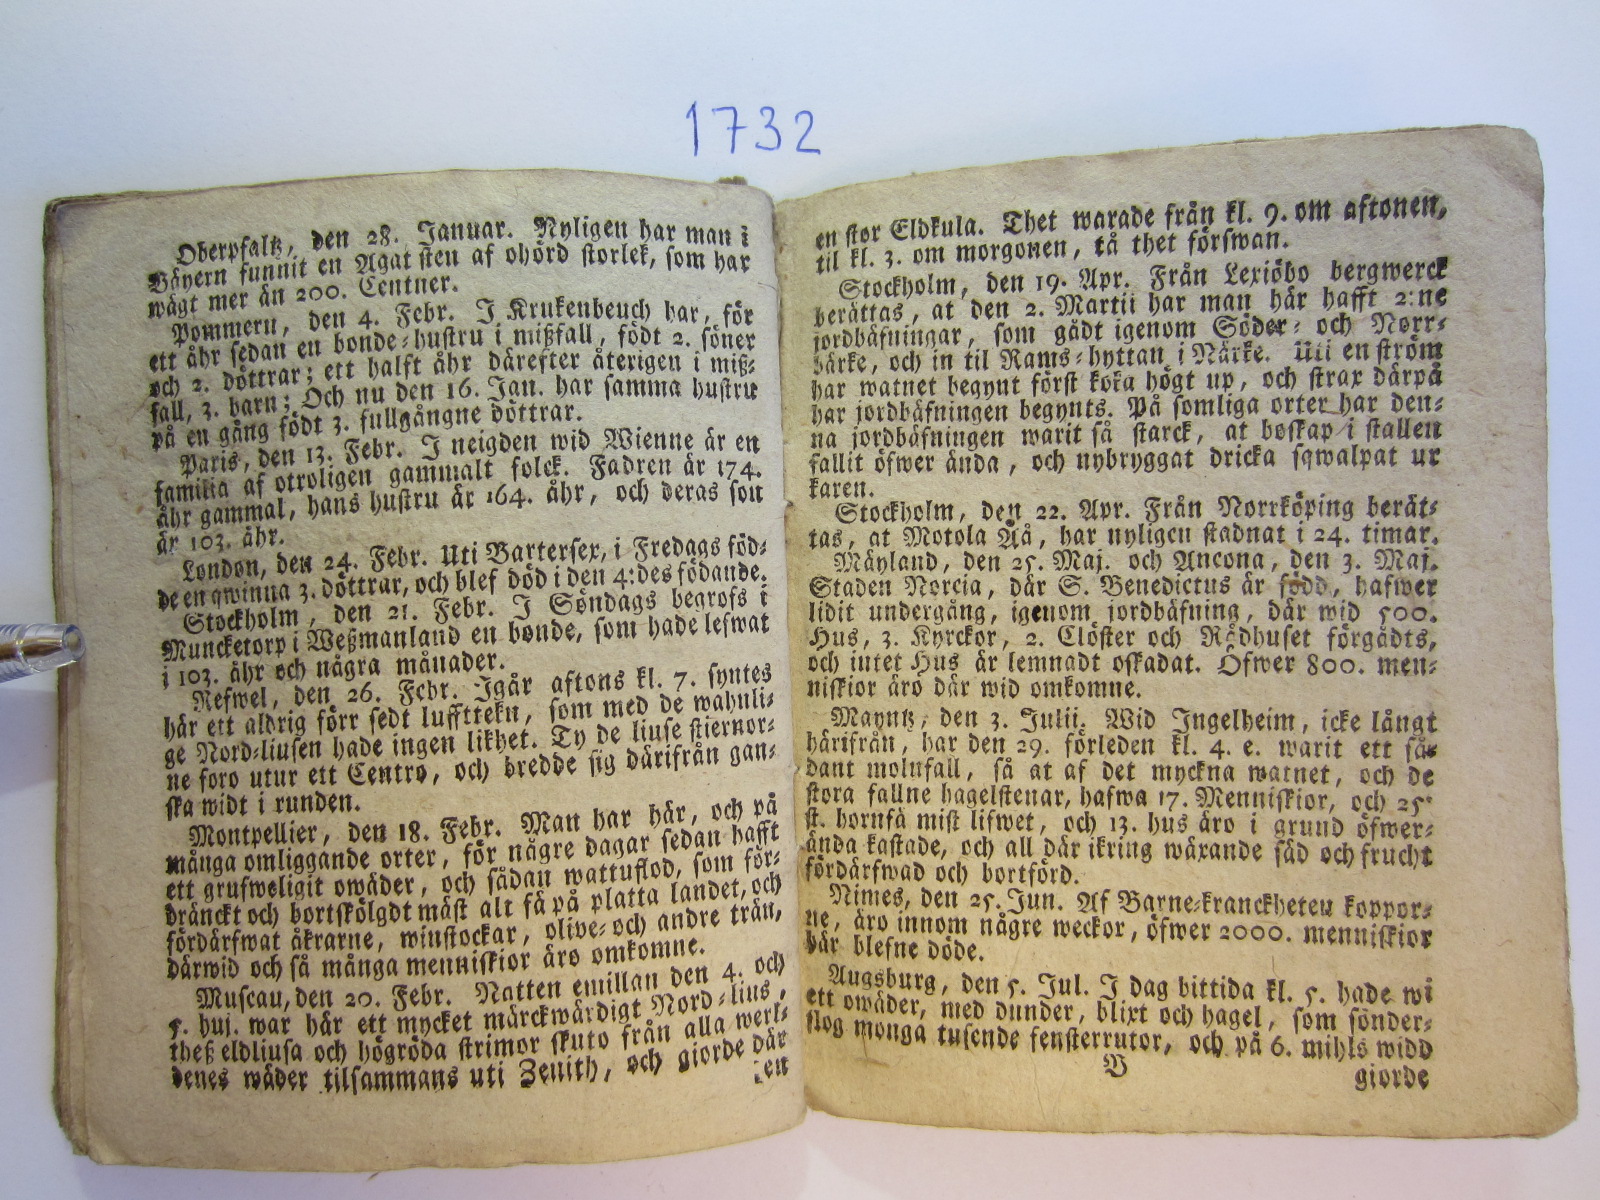 1732
Oberpfaltz, den 28. Januar. Nyligen har man i
Bäyern funnit en Agat sten af ohörd storlek, som har
wägt mer än 200. Centner.
Pommern, den 4. Febr. I Krukenbeuch har, för
ett åhr sedan en bonde-hustru i mißfall, födt 2. söner
och 2. döttrar; ett halft åhr därefter återigen i miß-
fall, 3. barn; Och nu den 16. Jan. har samma hustru
på en gång födt 3. fullgångne döttrar.
Paris, den 13. Febr. I neigden wid Wienne är en
familia af otroligen gammalt folck. Fadren är 174.
åhr gammal, hans hustru är 164. åhr, och deras son
är 103. åhr.
London, den 24. Febr. Uti Bartersex, i Fredags föd-
de en qwinna 3. döttrar, och blef död i den 4:des födande.
Stockholm, den 21. Febr. I Söndags begrofs i
Muncketorp i Weßmanland en bonde, som hade lefwat
i 103. åhr och några månader.
Refwel, den 26. Febr. Igår aftons kl. 7. syntes
här ett aldrig förr sedt luffttekn, som med de wahnli-
ge Nord-liusen hade ingen likhet. Ty de liuse stiernor-
ne foro utur ett Centro, och bredde sig därifrån gan-
ska widt i runden.
Montpellier, den 18. Febr. Man har här, och på
många omliggande orter, för någre dagar sedan hafft
ett grufweligit owäder, och sådan wattuflod, som för-
dränckt och bortskölgdt mäst alt få på platta landet, och
fördärfwat åkrarne, winstockar, olive- och andre trän,
därwid och så många menniskior äro omkomne.
Muscau, den 20. Febr. Natten emillan den 4. och
5. huj. war här ett mycket märckwärdigt Nord-lius,
theß eldliusa och högröda strimor skuto från alla werl-
denes wäder tilsammans uti Zenith, och giorde där
en
en stor Eldkula. Thet warade från kl. 9. om aftonen,
til kl. 3. om morgonen, tå thet förswan.
Stockholm, den 19. Apr. Från Lexiöbo bergwerck
berättas, at den 2. Martii har man här hafft 2:ne
jordbäfningar, som gådt igenom Söder- och Norr-
bärke, och in til Rams-hyttan i Närke. Uti en ström
har watnet begynt först koka högt up, och strax därpå
har jordbäfningen begynts. På somliga orter har den-
na jordbäfningen warit så starck, at boskap i stallen
fallit öfwer ända, och nybryggat dricka sqwalpat ur
karen.
Stockholm, den 22. Apr. Från Norrköping berät-
tas, at Motola Åå, har nyligen stadnat i 24. timar.
Mäyland, den 25. Maj. och Ancona, den 3. Maj.
Staden Norcia, där S. Benedictus är född, hafwer
lidit undergång, igenom jordbäfning, där wid 500.
Hus, 3. Kyrckor, 2. Clöster och Rådhuset förgådts,
och intet Hus är lemnadt oskadat. Öfwer 800. men-
niskior äro där wid omkomne.
Mayntz, den 3. Julii. Wid Ingelheim, icke långt
härifrån, har den 29. förleden kl. 4. e. warit ett så-
dant molnfall, så at af det myckna watnet, och de
stora fallne hagelstenar, hafwa 17. Menniskior, och 25
st. bornfä mist lifwet, och 13. hus äro i grund öfwer-
ända kastade, och all där ikring wäxande säd och frucht
fördärfwad och bortförd.
Nimes, den 25. Jun. Af Barne-kranckheten koppor-
ne, äro innom någre weckor, öfwer 2000. menniskior
här blefne döde.
Augsburg, den 5. Jul. I dag bittida kl. 5. hade wi
ett owäder, med dunder, blixt och hagel, som sönder-
slog monga tusende fensterrutor, och på 6. mihls widd
B
giorde